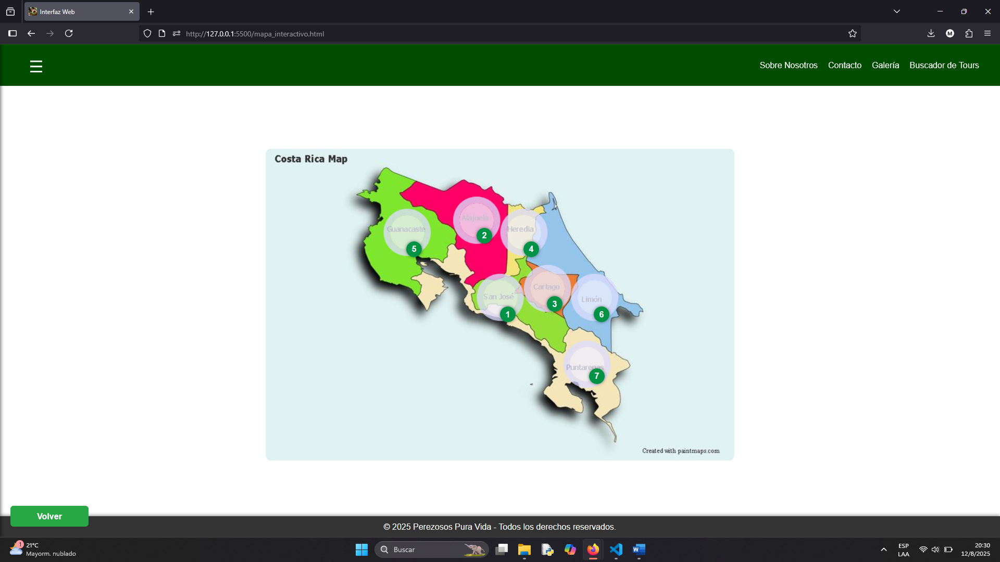 Interfaz Web
http://127.0.0.1:5500/mapa_interactivo.html
M
Sobre Nosotros Contacto Galería Buscador de Tours
Costa Rica Map
Alajuela
2
Guanacaste
5
Heredia
4
Cartago
3
San José
1
Limón
6
Puntarenas
7
Created with paintmaps.com
Volver
© 2025 Perezosos Pura Vida - Todos los derechos reservados.
1
21°C
Mayorm. nublado
Buscar
ESP
LAA
20:30
12/8/2025